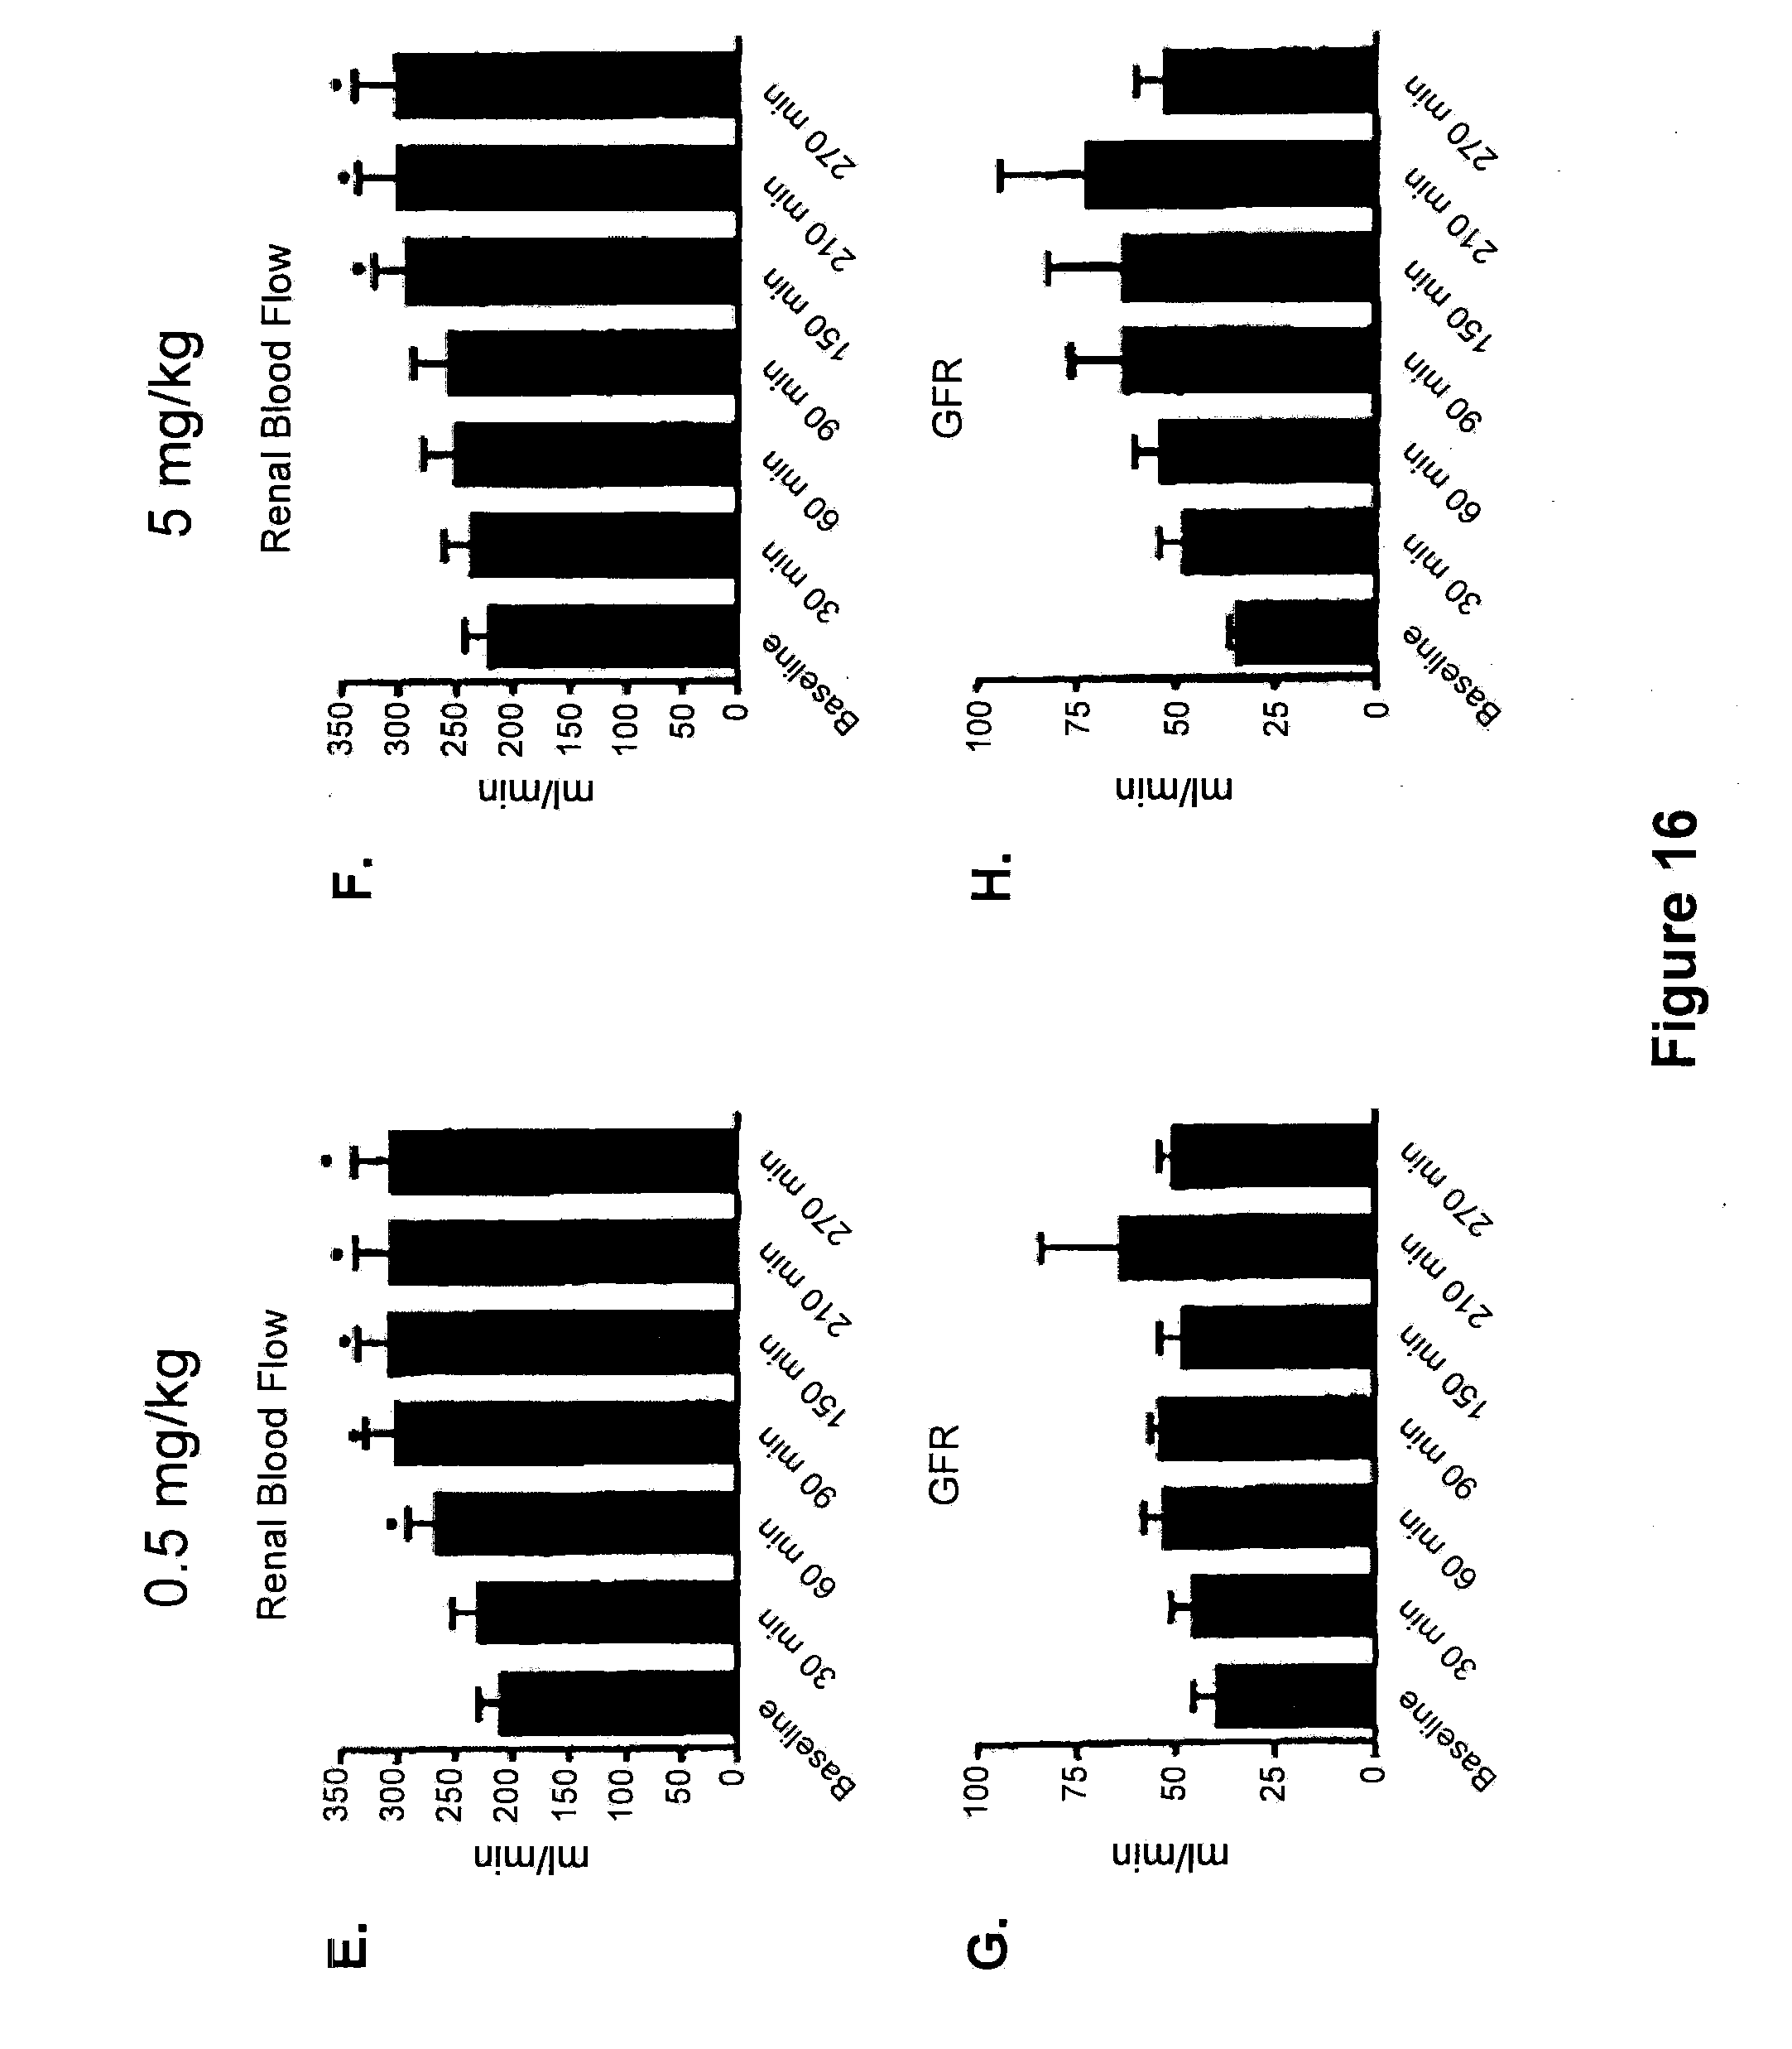 0.5 mg/kg
5 mg/kg
E.
Renal Blood Flow
ml/min
350
300
250
200
150
100
50
0
Baseline
30 min
60 min
90 min
150 min
210 min
270 min
F.
Renal Blood Flow
ml/min
350
300
250
200
150
100
50
0
Baseline
30 min
60 min
90 min
150 min
210 min
270 min
G.
GFR
ml/min
100
75
50
25
0
Baseline
30 min
60 min
90 min
150 min
210 min
270 min
H.
GFR
ml/min
100
75
50
25
0
Baseline
30 min
60 min
90 min
150 min
210 min
270 min
Figure 16